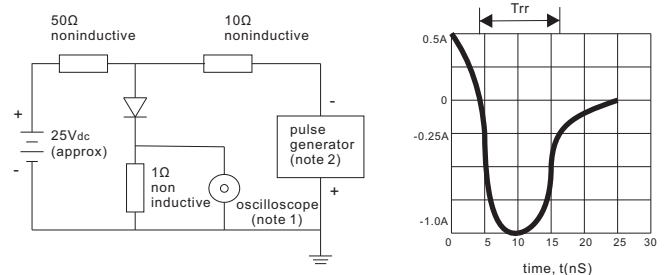 50Ω
noninductive
10Ω
noninductive
+
25Vdc
(approx)
-
1Ω
non
inductive
oscilloscope
(note 1)
-
pulse
generator
(note 2)
+
Trr
0.5A
0
-0.25A
-1.0A
0 5 10 15 20 25 30
time, t(nS)